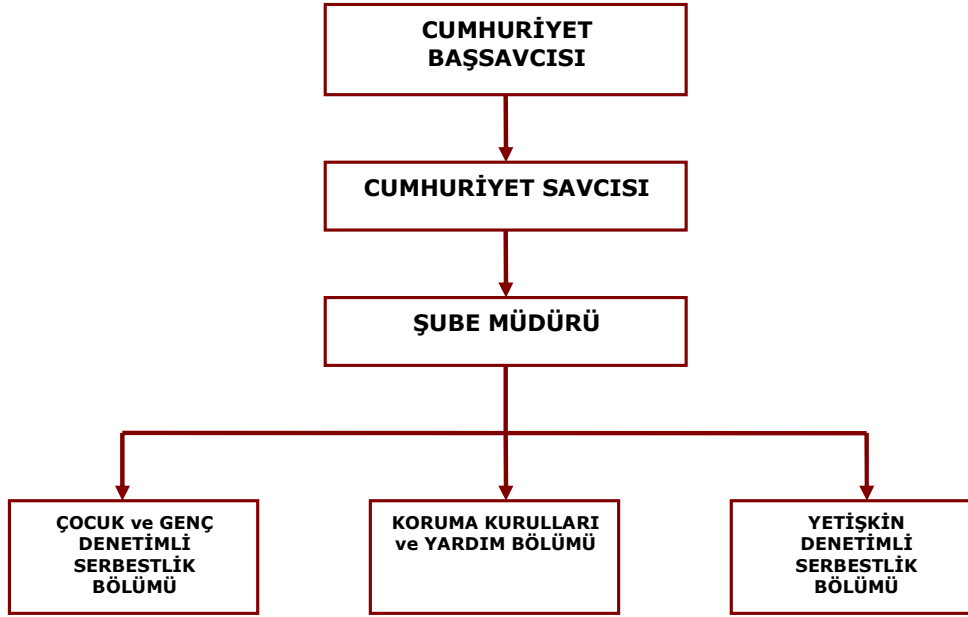 CUMHURİYET
BAŞSAVCISI
CUMHURİYET SAVCISI
ŞUBE MÜDÜRÜ
ÇOCUK ve GENÇ
DENETİMLİ
SERBESTLİK
BÖLÜMÜ
KORUMA KURULLARI
ve YARDIM BÖLÜMÜ
YETİŞKİN
DENETİMLİ
SERBESTLİK
BÖLÜMÜ